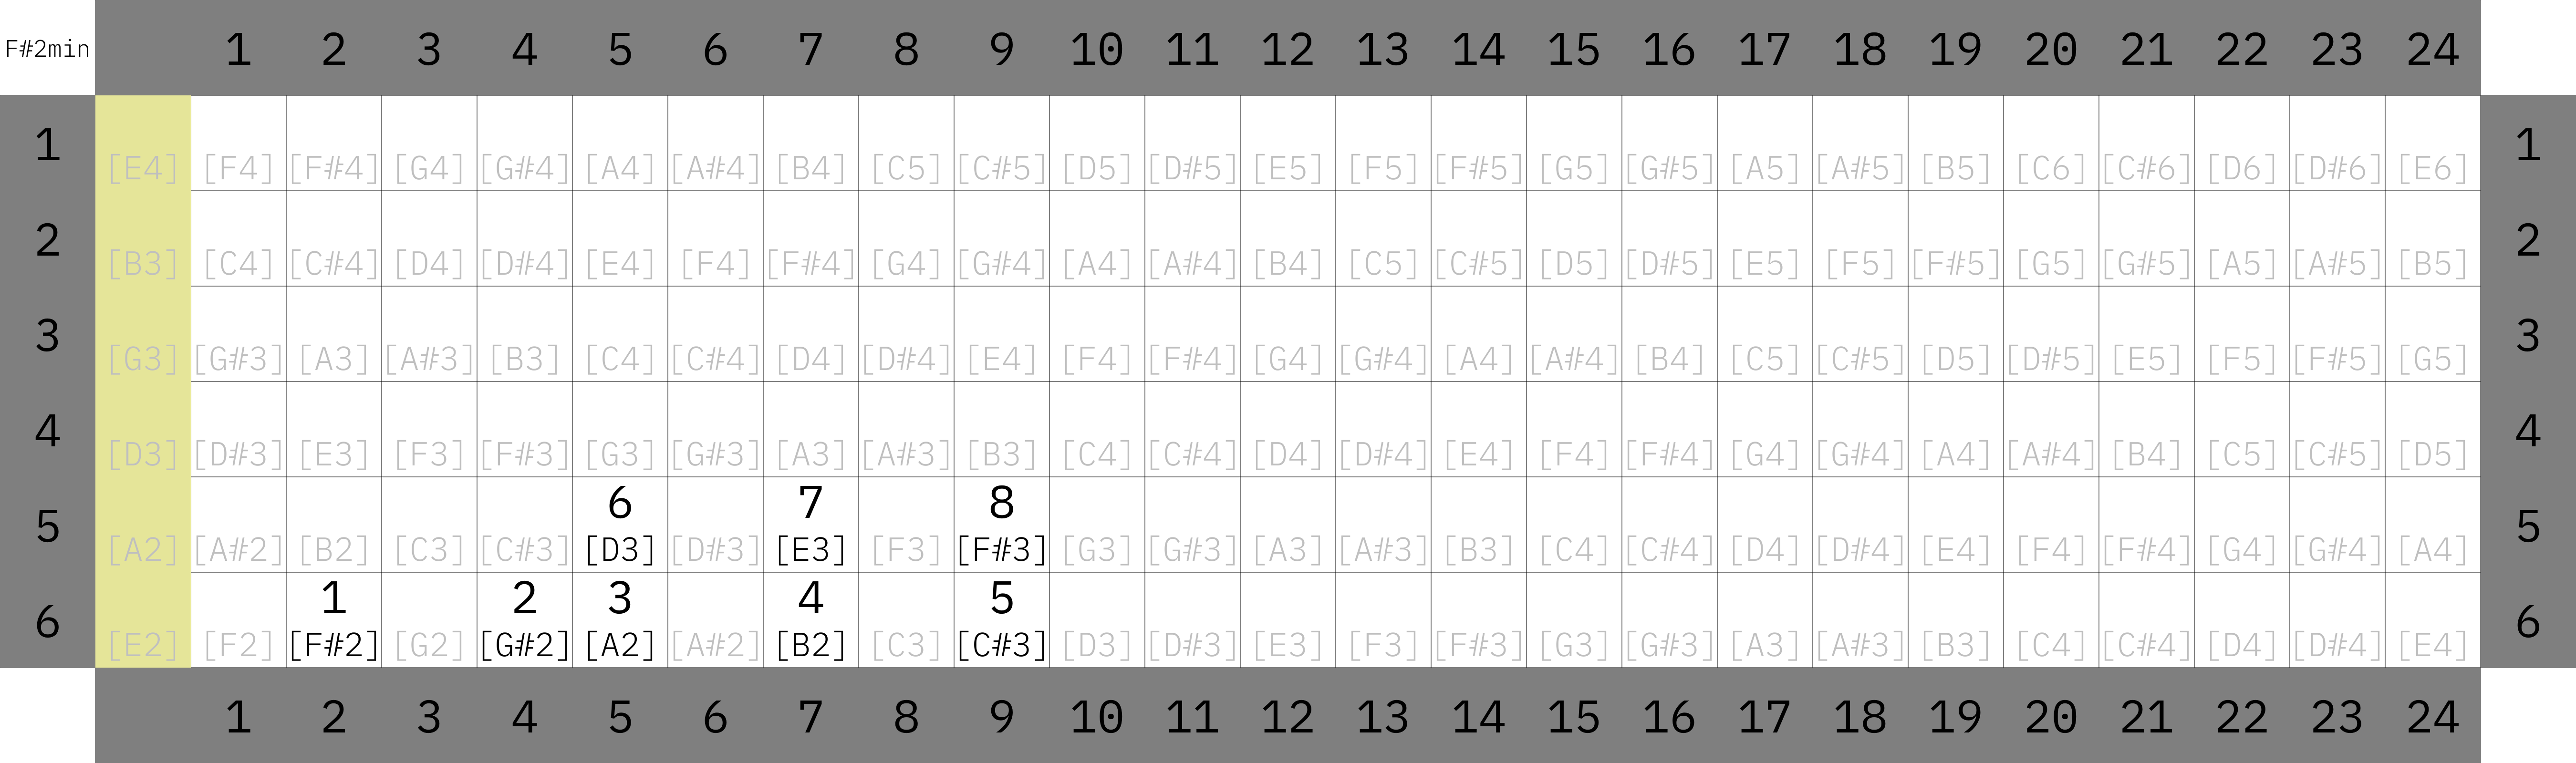 F#2min 1 2 3 4 5 6 7 8 9 10 11 12 13 14 15 16 17 18 19 20 21 22 23 24
1 [E4] [F4] [F#4] [G4] [G#4] [A4] [A#4] [B4] [C5] [C#5] [D5] [D#5] [E5] [F5] [F#5] [G5] [G#5] [A5] [A#5] [B5] [C6] [C#6] [D6] [D#6] [E6] 1
2 [B3] [C4] [C#4] [D4] [D#4] [E4] [F4] [F#4] [G4] [G#4] [A4] [A#4] [B4] [C5] [C#5] [D5] [D#5] [E5] [F5] [F#5] [G5] [G#5] [A5] [A#5] [B5] 2
3 [G3] [G#3] [A3] [A#3] [B3] [C4] [C#4] [D4] [D#4] [E4] [F4] [F#4] [G4] [G#4] [A4] [A#4] [B4] [C5] [C#5] [D5] [D#5] [E5] [F5] [F#5] [G5] 3
4 [D3] [D#3] [E3] [F3] [F#3] [G3] [G#3] [A3] [A#3] [B3] [C4] [C#4] [D4] [D#4] [E4] [F4] [F#4] [G4] [G#4] [A4] [A#4] [B4] [C5] [C#5] [D5] 4
6 7 8
5 [A2] [A#2] [B2] [C3] [C#3] [D3] [D#3] [E3] [F3] [F#3] [G3] [G#3] [A3] [A#3] [B3] [C4] [C#4] [D4] [D#4] [E4] [F4] [F#4] [G4] [G#4] [A4] 5
1 2 3 4 5
6 [E2] [F2] [F#2] [G2] [G#2] [A2] [A#2] [B2] [C3] [C#3] [D3] [D#3] [E3] [F3] [F#3] [G3] [G#3] [A3] [A#3] [B3] [C4] [C#4] [D4] [D#4] [E4] 6
1 2 3 4 5 6 7 8 9 10 11 12 13 14 15 16 17 18 19 20 21 22 23 24